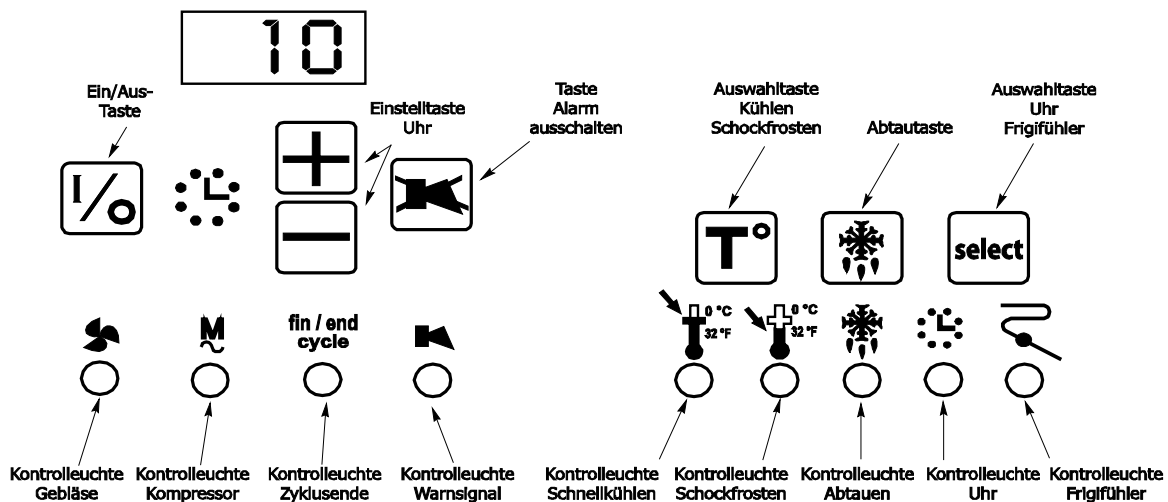 10
Ein/Aus-
Taste
Einstelltaste
Uhr
Taste
Alarm
ausschalten
Auswahltaste
Kühlen
Schockfrosten
Abtautaste
Auswahltaste
Uhr
Frigifühler
I/O
T°
select
M
fin / end
cycle
0 °C
32 °F
0 °C
32 °F
Kontrolleuchte
Gebläse
Kontrolleuchte
Kompressor
Kontrolleuchte
Zyklusende
Kontrolleuchte
Warnsignal
Kontrolleuchte
Schnellkühlen
Kontrolleuchte
Schockfrosten
Kontrolleuchte
Abtauen
Kontrolleuchte
Uhr
Kontrolleuchte
Frigifühler